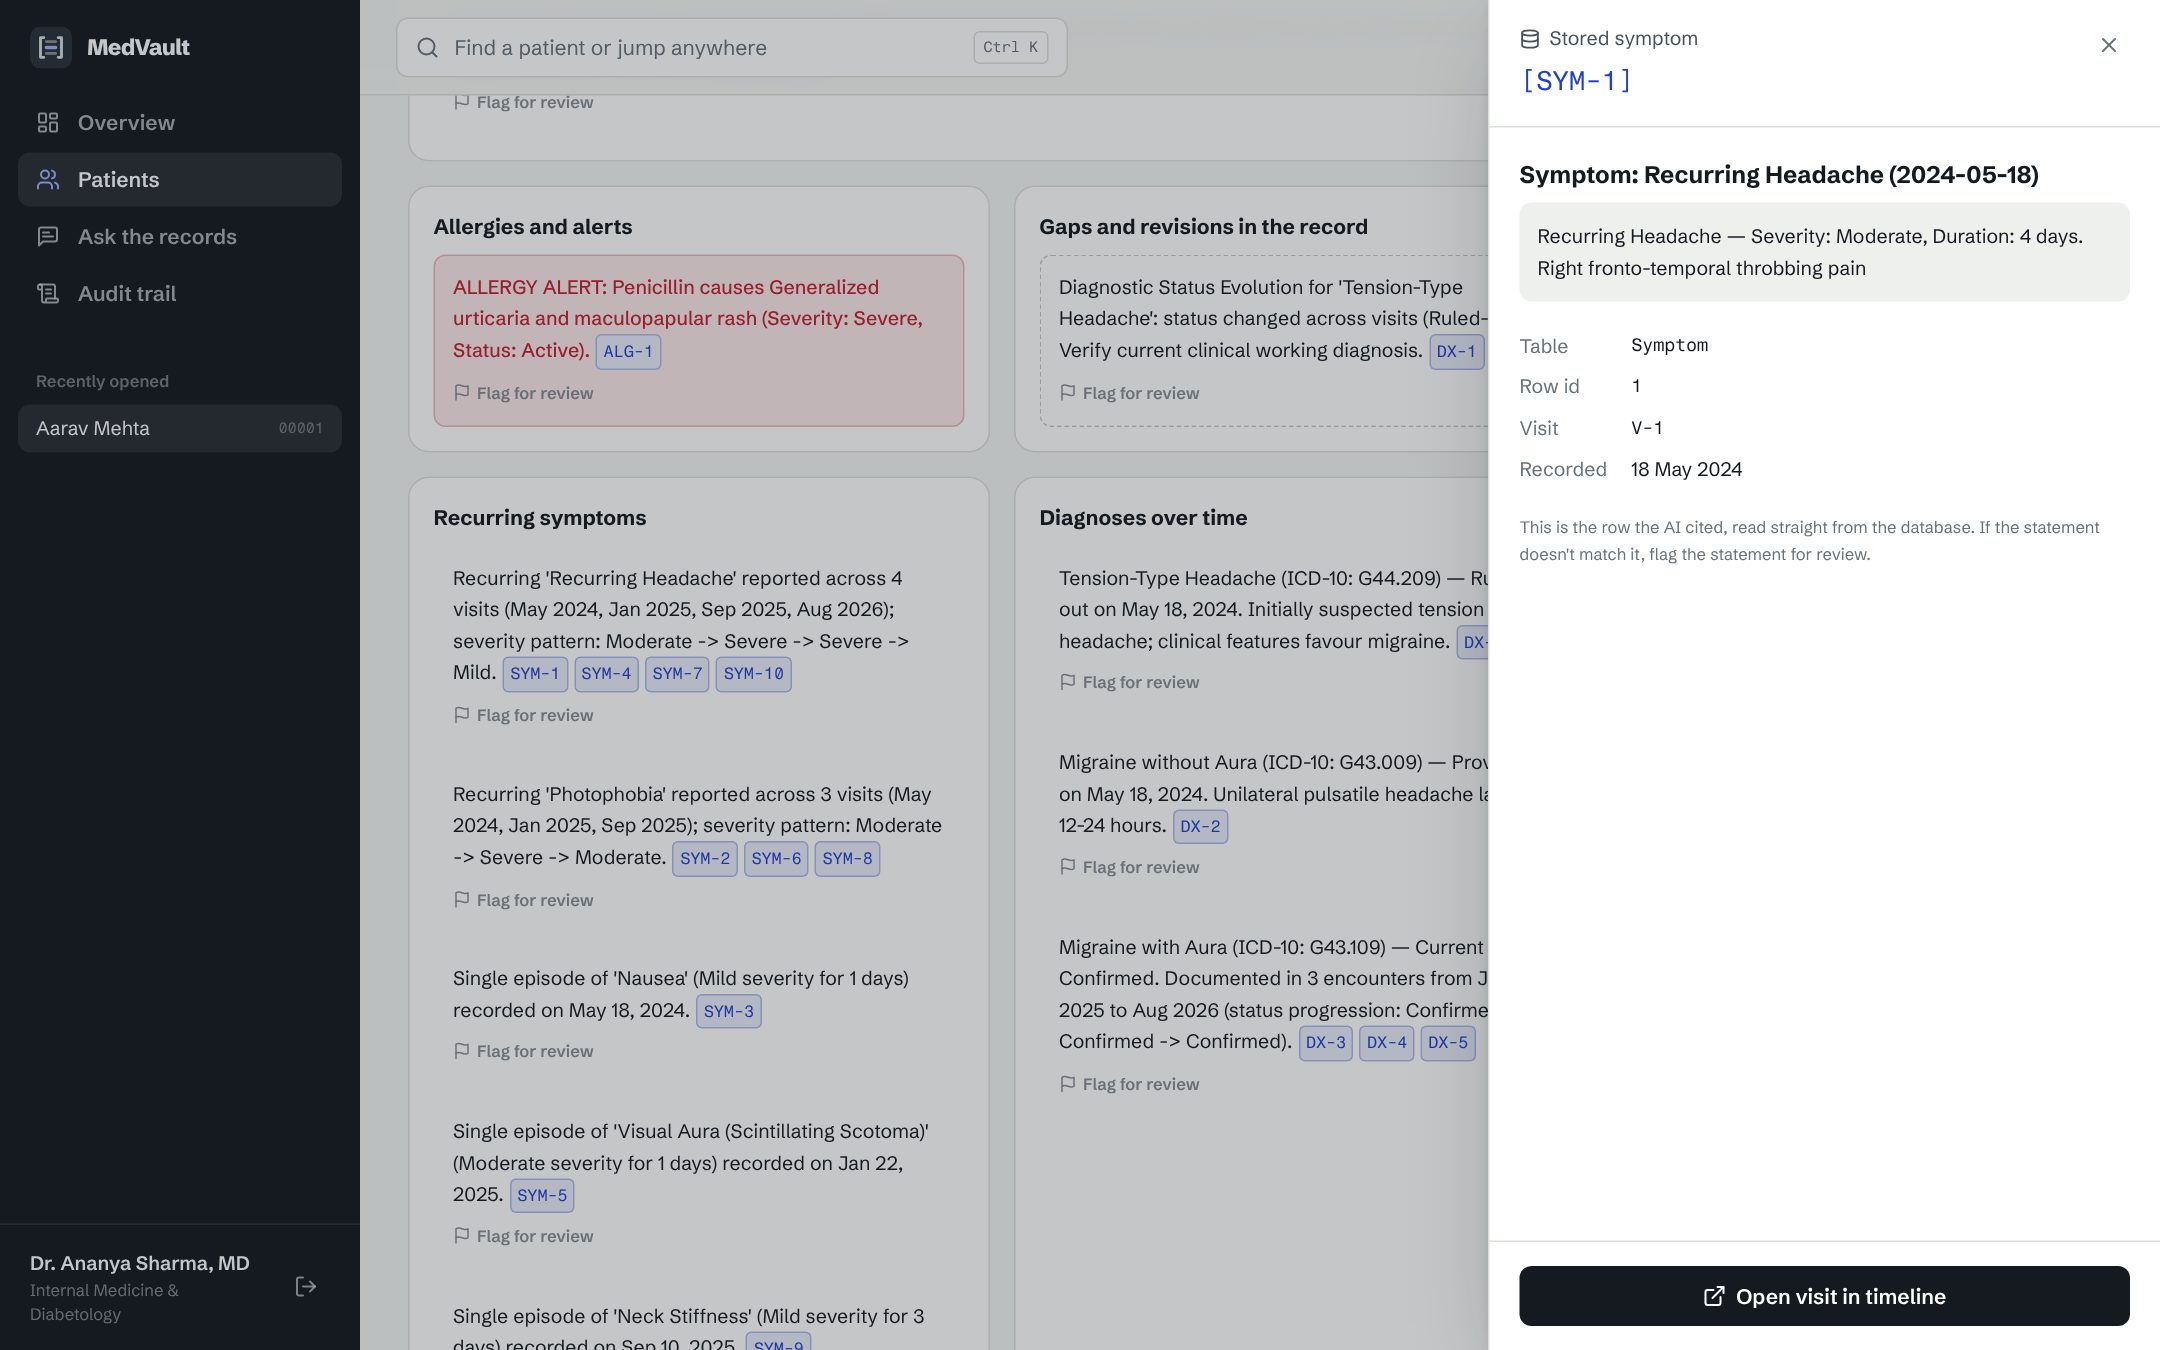 MedVault
Overview
Patients
Ask the records
Audit trail
Recently opened
Aarav Mehta 00001
Dr. Ananya Sharma, MD
Internal Medicine &
Diabetology
Find a patient or jump anywhere Ctrl K
Flag for review
Allergies and alerts
ALLERGY ALERT: Penicillin causes Generalized
urticaria and maculopapular rash (Severity: Severe,
Status: Active). ALG-1
Flag for review
Gaps and revisions in the record
Diagnostic Status Evolution for 'Tension-Type
Headache': status changed across visits (Ruled-
Verify current clinical working diagnosis. DX-1
Flag for review
Recurring symptoms
Recurring 'Recurring Headache' reported across 4
visits (May 2024, Jan 2025, Sep 2025, Aug 2026);
severity pattern: Moderate -> Severe -> Severe ->
Mild. SYM-1 SYM-4 SYM-7 SYM-10
Flag for review
Recurring 'Photophobia' reported across 3 visits (May
2024, Jan 2025, Sep 2025); severity pattern: Moderate
-> Severe -> Moderate. SYM-2 SYM-6 SYM-8
Flag for review
Single episode of 'Nausea' (Mild severity for 1 days)
recorded on May 18, 2024. SYM-3
Flag for review
Single episode of 'Visual Aura (Scintillating Scotoma)'
(Moderate severity for 1 days) recorded on Jan 22,
2025. SYM-5
Flag for review
Single episode of 'Neck Stiffness' (Mild severity for 3
days) recorded on Sep 10, 2025. SYM-9
Diagnoses over time
Tension-Type Headache (ICD-10: G44.209) —
out on May 18, 2024. Initially suspected tension
headache; clinical features favour migraine. DX-
Flag for review
Migraine without Aura (ICD-10: G43.009) —
on May 18, 2024. Unilateral pulsatile headache
12-24 hours. DX-2
Flag for review
Migraine with Aura (ICD-10: G43.109) — Current
Confirmed. Documented in 3 encounters from
2025 to Aug 2026 (status progression:
Confirmed -> Confirmed). DX-3 DX-4 DX-5
Flag for review
Stored symptom
[SYM-1]
Symptom: Recurring Headache (2024-05-18)
Recurring Headache — Severity: Moderate, Duration: 4 days.
Right fronto-temporal throbbing pain
Table Symptom
Row id 1
Visit V-1
Recorded 18 May 2024
This is the row the AI cited, read straight from the database. If the statement
doesn't match it, flag the statement for review.
Open visit in timeline